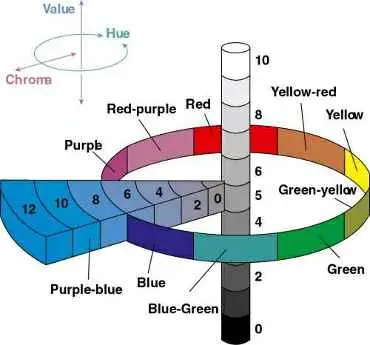 Value
Hue
Chroma
10
Red-purple
Red
8
Yellow-red
Yellow
Purple
6
5
4
Green-yellow
12
10
8
6
4
2
0
Purple-blue
Blue
Blue-Green
2
Green
0